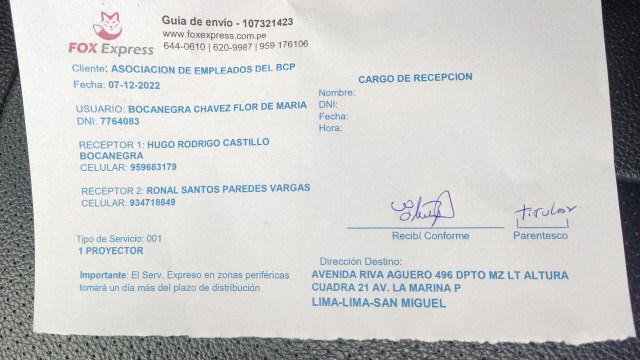 FOX Express
Guía de envío - 107321423
www.foxexpress.com.pe
644-0610 | 620-9987 | 959 176106
Cliente: ASOCIACION DE EMPLEADOS DEL BCP
Fecha: 07-12-2022
USUARIO: BOCANEGRA CHAVEZ FLOR DE MARIA
DNI: 7764083
RECEPTOR 1: HUGO RODRIGO CASTILLO
BOCANEGRA
CELULAR: 959683179
RECEPTOR 2: RONAL SANTOS PAREDES VARGAS
CELULAR: 934718849
Tipo de Servicio: 001
1 PROYECTOR
Importante: El Serv. Expreso en zonas periféricas
tomará un día más del plazo de distribución
CARGO DE RECEPCION
Nombre:
DNI:
Fecha:
Hora:
titular
Recibí Conforme
Parentesco
Dirección Destino:
AVENIDA RIVA AGUERO 496 DPTO MZ LT ALTURA
CUADRA 21 AV. LA MARINA P
LIMA-LIMA-SAN MIGUEL